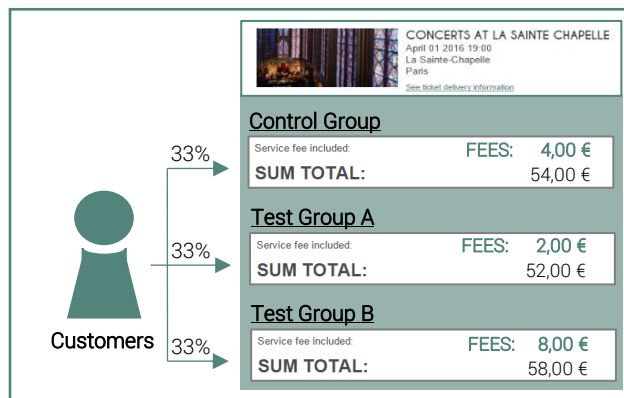 CONCERTS AT LA SAINTE CHAPELLE
April 01 2016 19:00
La Sainte-Chapelle
Paris
See ticket delivery information
Control Group
33%
Service fee included: FEES: 4,00 €
SUM TOTAL: 54,00 €
Test Group A
33%
Service fee included: FEES: 2,00 €
SUM TOTAL: 52,00 €
Test Group B
Customers
33%
Service fee included: FEES: 8,00 €
SUM TOTAL: 58,00 €